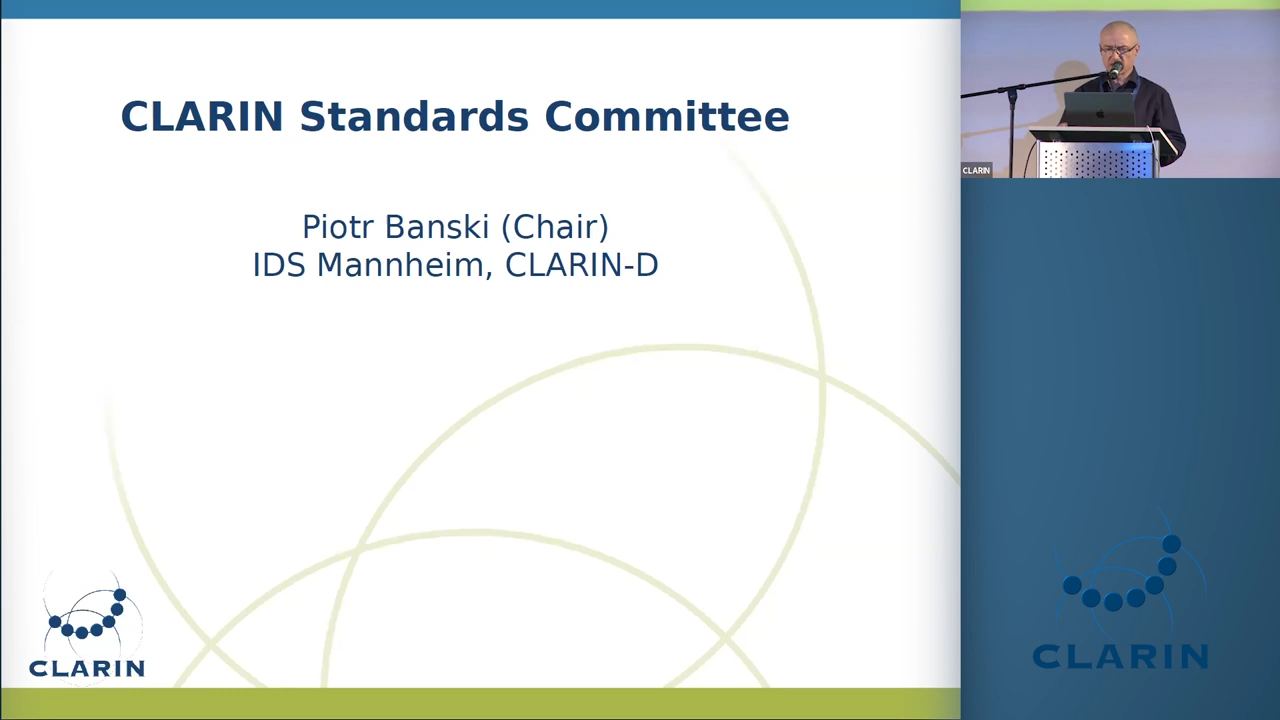 CLARIN Standards Committee
Piotr Banski (Chair)
IDS Mannheim, CLARIN-D
CLARIN
CLARIN
CLARIN